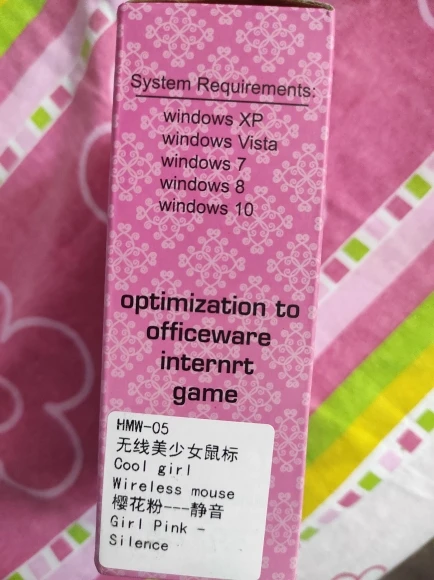 System Requirements:
windows XP
windows Vista
windows 7
windows 8
windows 10
optimization to
officeware
internrt
game
HMW-05
无线美少女鼠标
Cool girl
Wireless mouse
樱花粉---静音
Girl Pink -
Silence